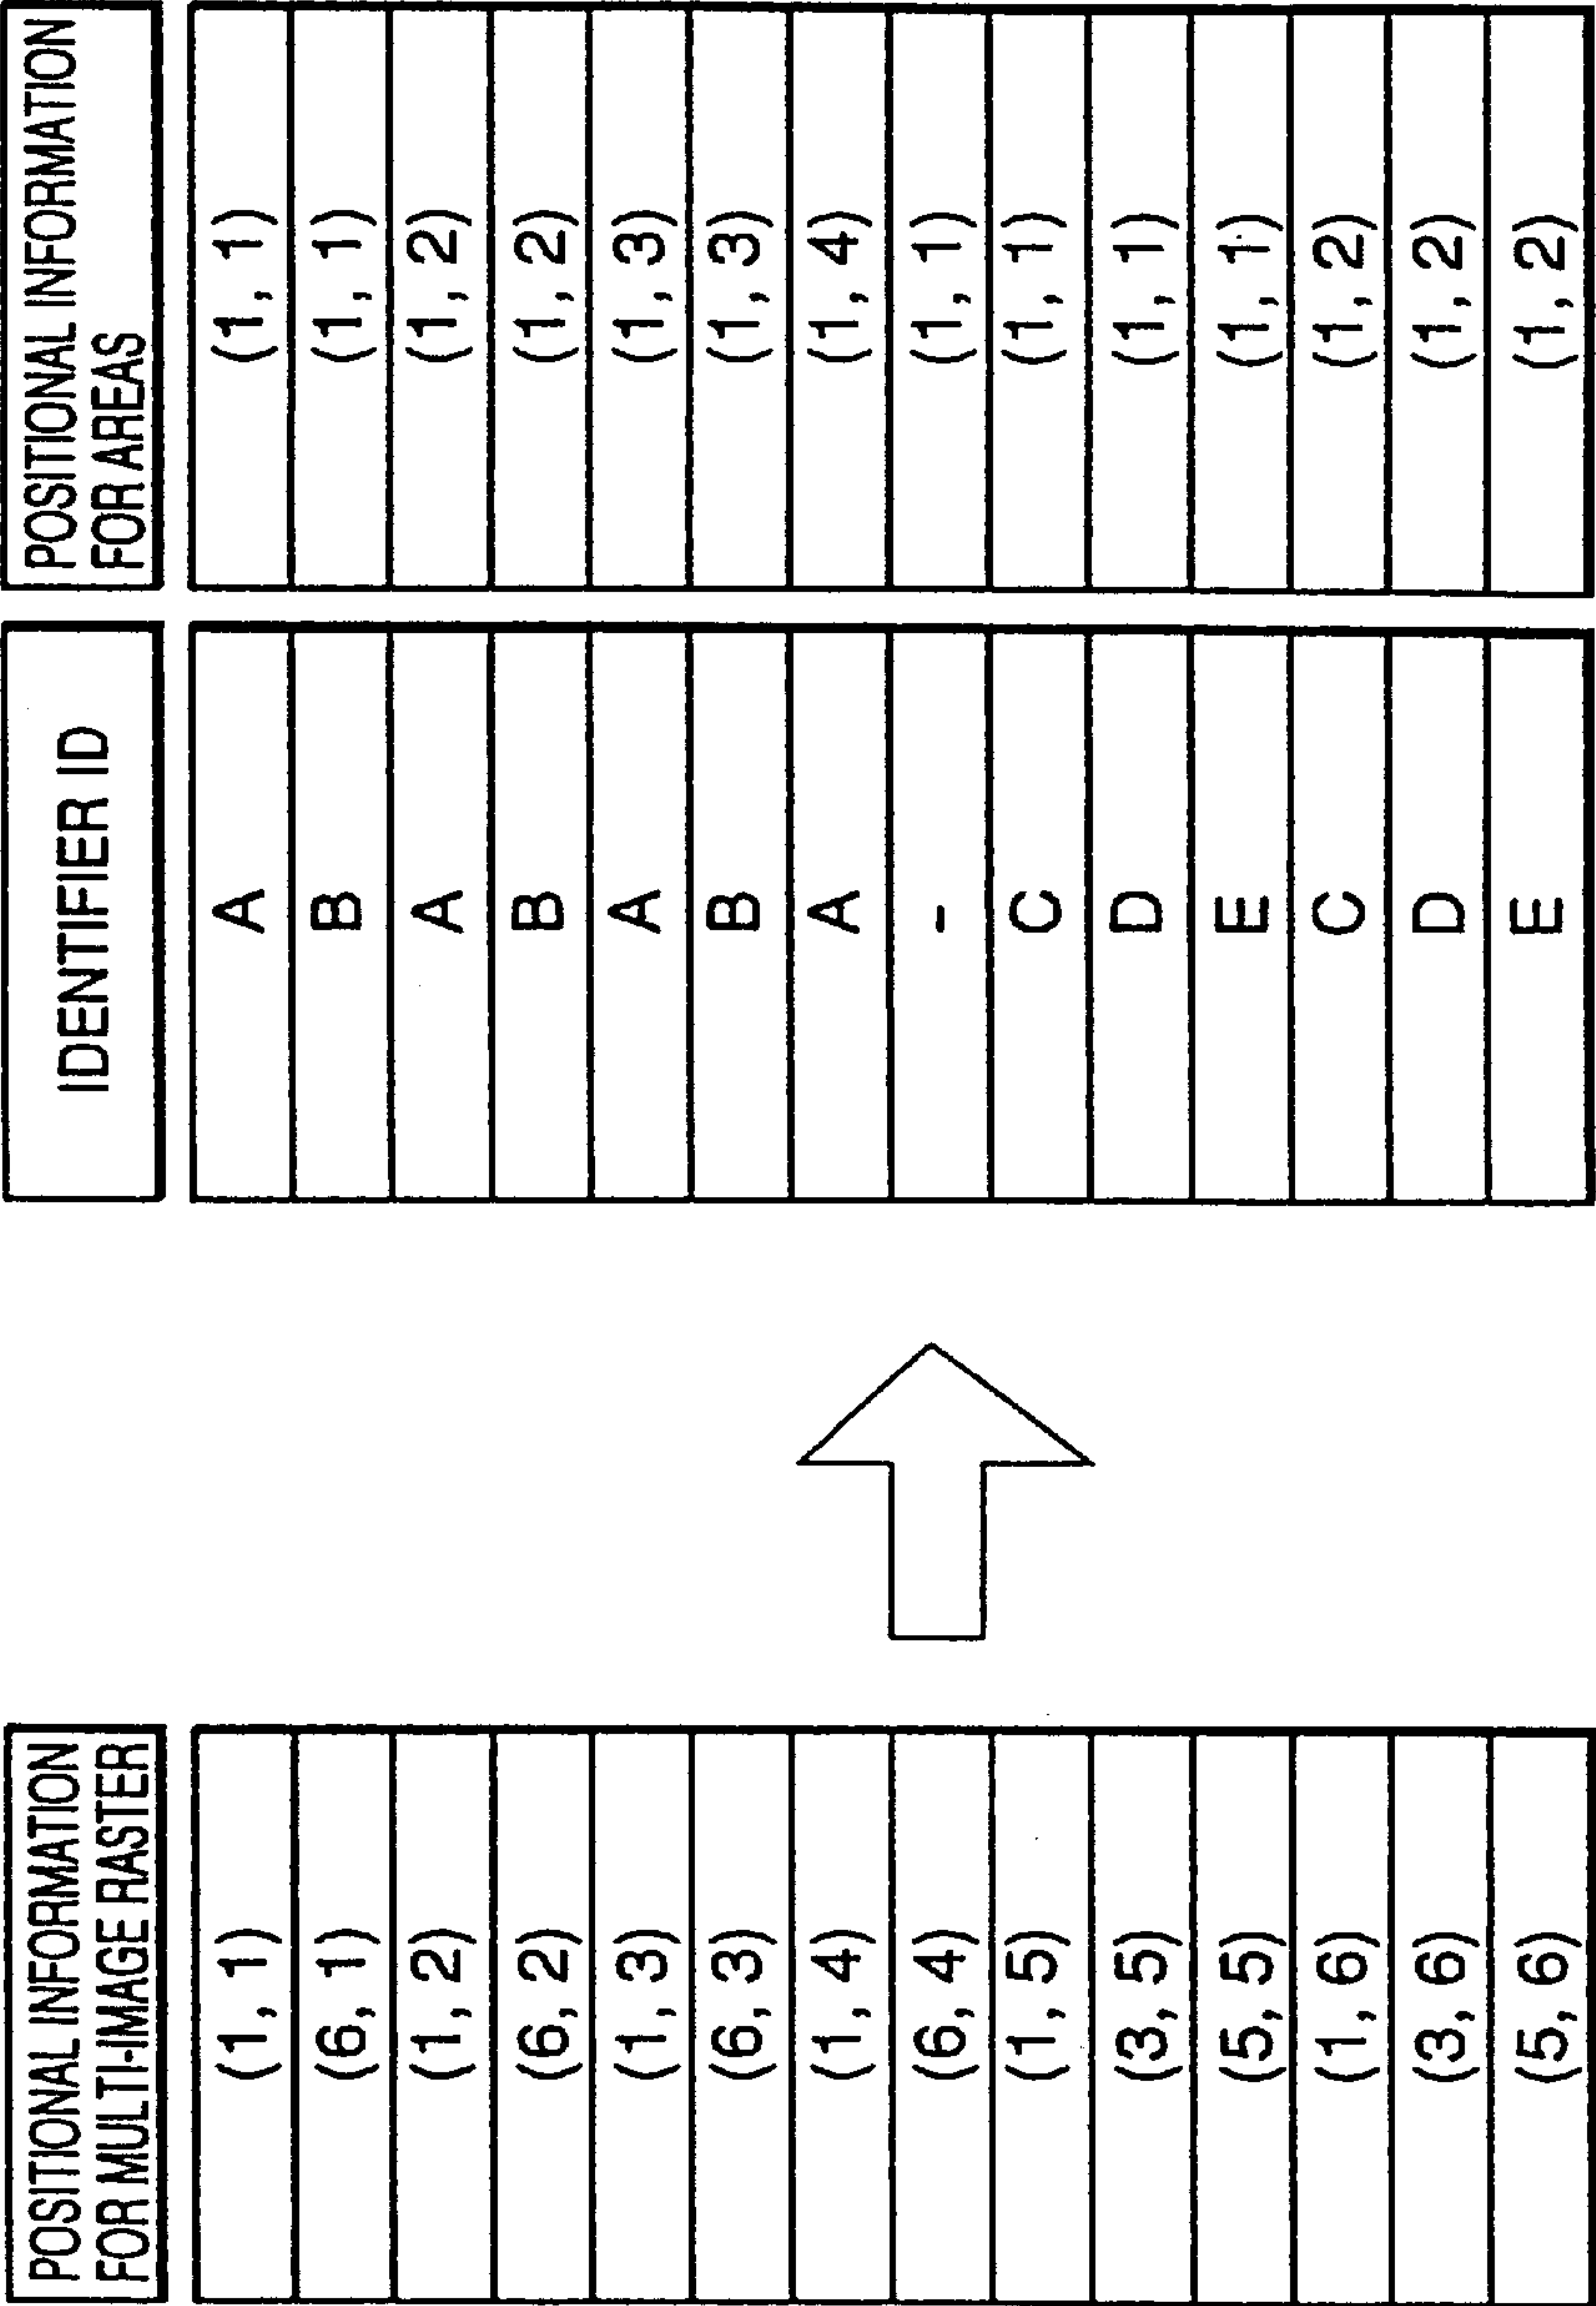 POSITIONAL INFORMATION
FOR MULTI-IMAGE RASTER
IDENTIFIER ID
POSITIONAL INFORMATION
FOR AREAS
(1, 1) A (1, 1)
(6, 1) B (1, 1)
(1, 2) A (1, 2)
(6, 2) B (1, 2)
(1, 3) A (1, 3)
(6, 3) B (1, 3)
(1, 4) A (1, 4)
(6, 4) - (1, 1)
(1, 5) C (1, 1)
(3, 5) D (1, 1)
(5, 5) E (1, 1)
(1, 6) C (1, 2)
(3, 6) D (1, 2)
(5, 6) E (1, 2)